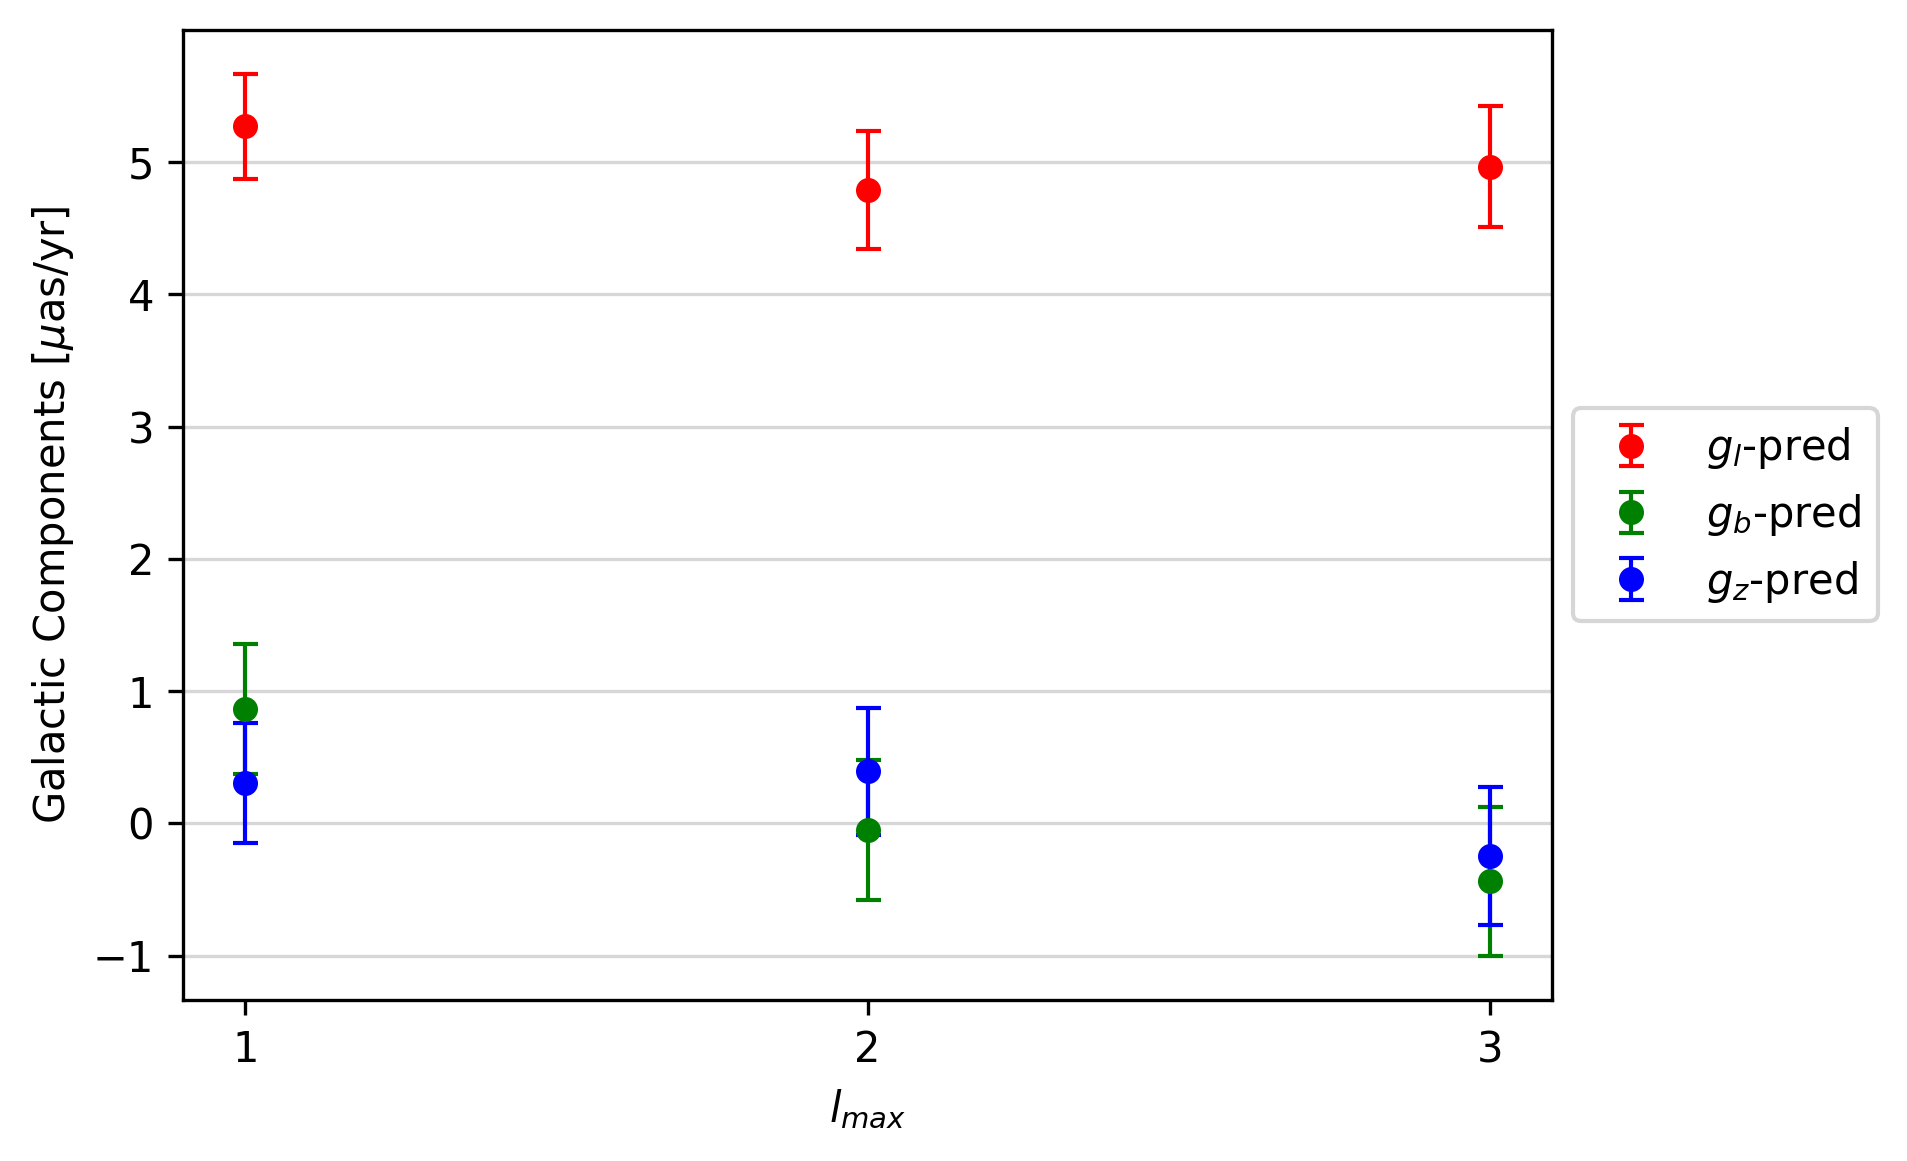 Galactic Components [μas/yr]
5
4
3
2
1
0
−1
1 2 3
l_max
g_l-pred
g_b-pred
g_z-pred